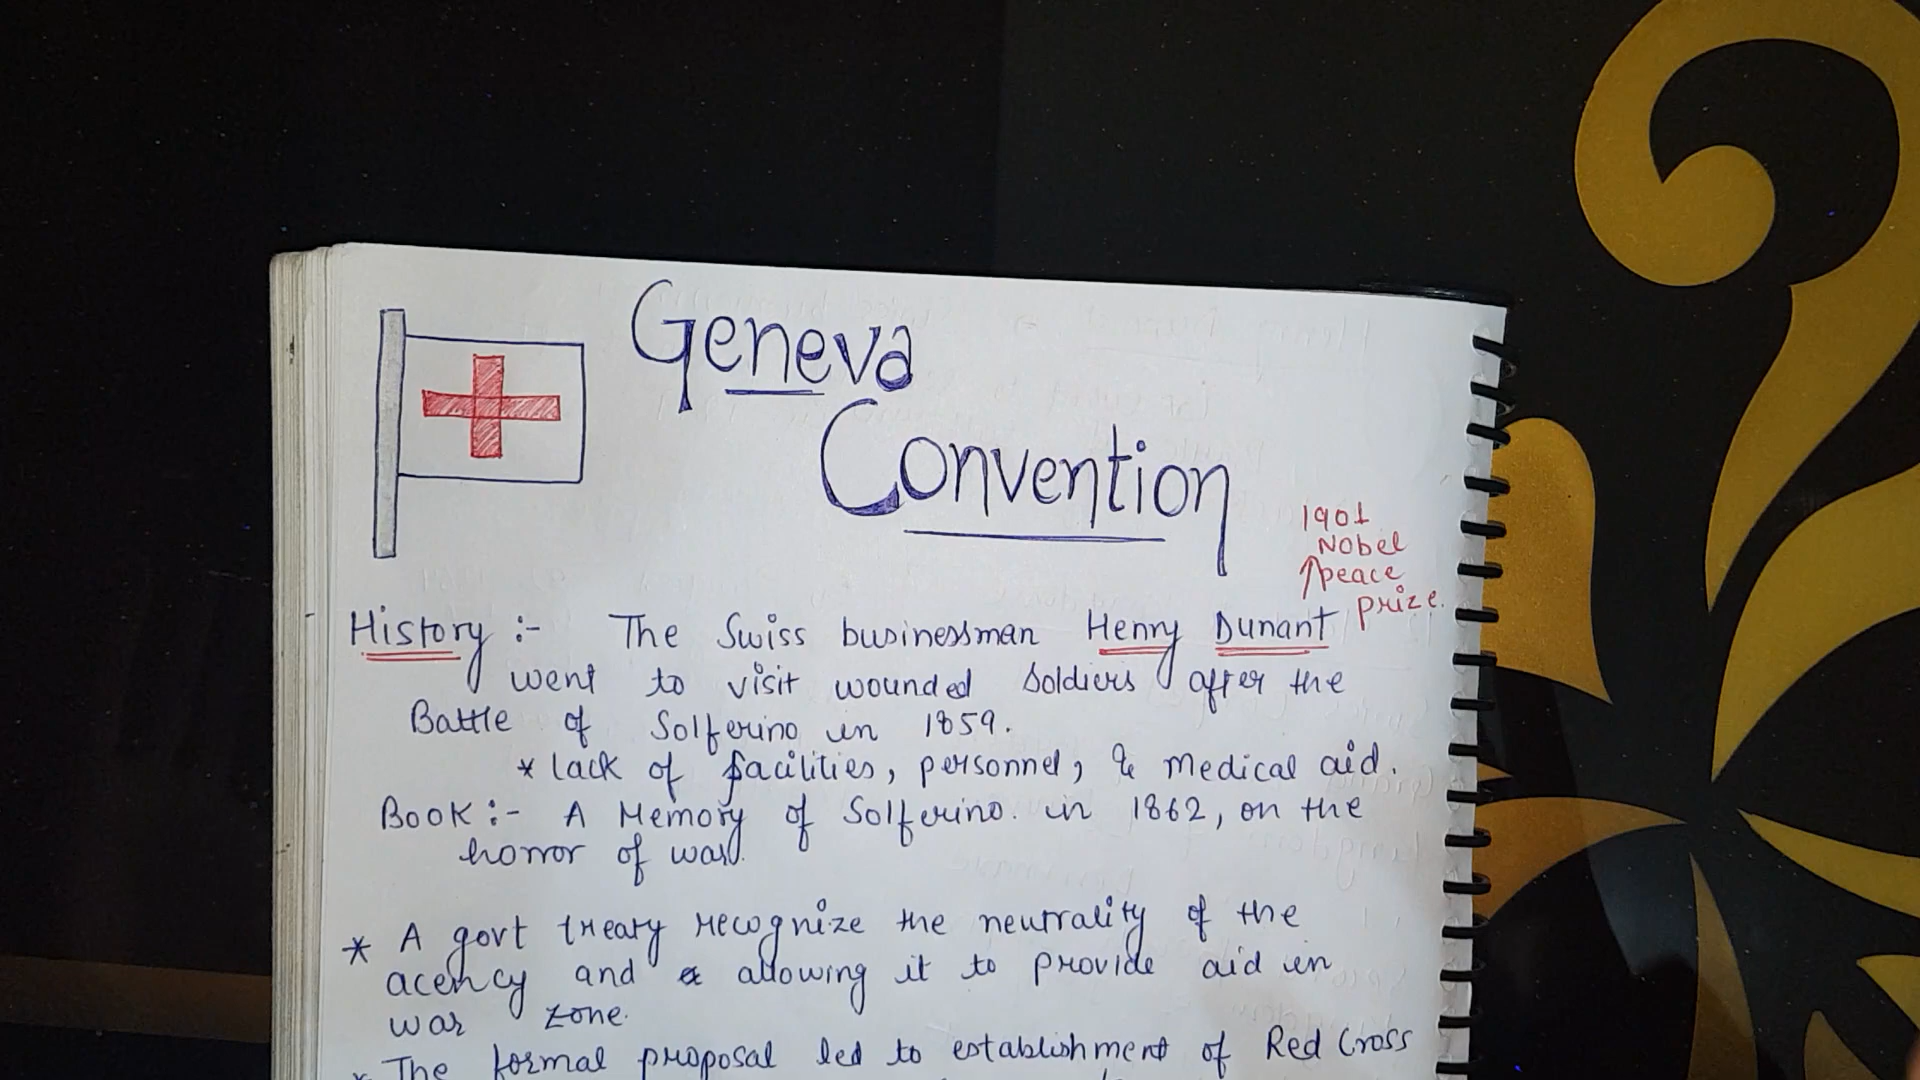 Geneva
Convention
1901
Nobel
↑peace
prize.
History :- The Swiss businessman Henry Dunant
went to visit wounded soldiers after the
Battle of Solferino in 1859.
* lack of facilities, personnel, & medical aid.
Book :- A Memory of Solferino. in 1862, on the
horror of war.
* A govt treaty recognize the neutrality of the
acency and allowing it to provide aid in
war zone.
* The formal proposal led to establishment of Red Cross